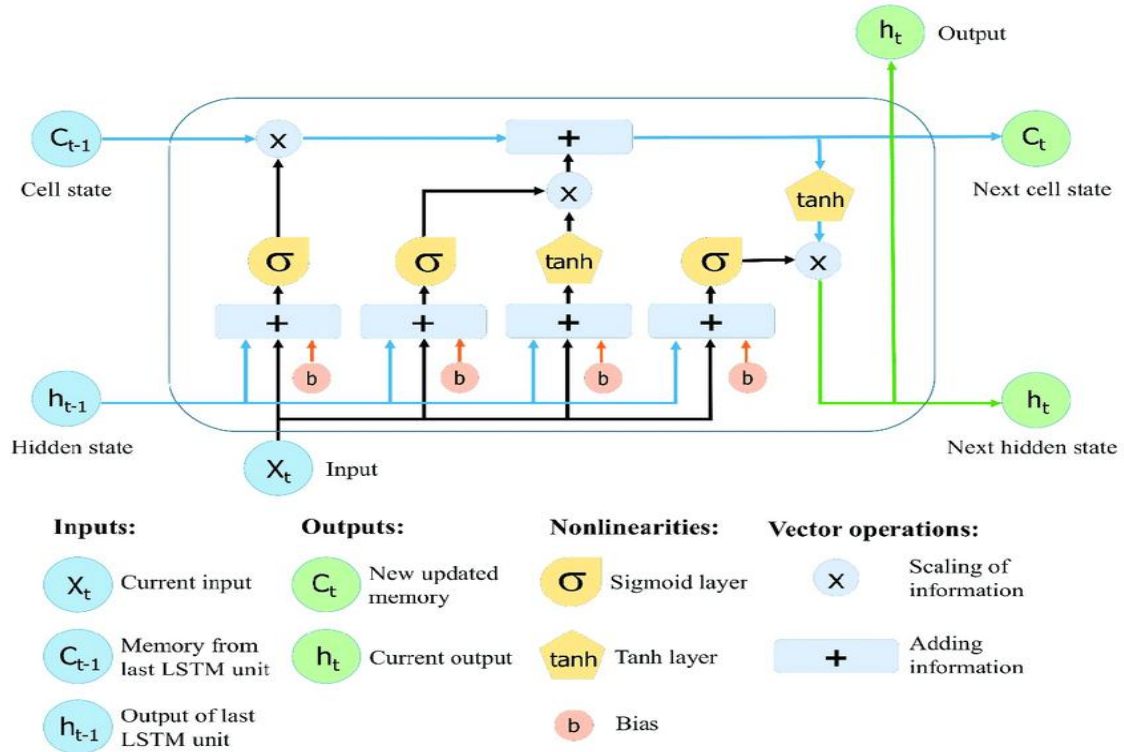 hₜ Output
Cₜ₋₁ x + Cₜ
Cell state x tanh Next cell state
σ σ tanh σ x
+ + + +
b b b b
hₜ₋₁ hₜ
Hidden state Next hidden state
Xₜ Input
Inputs: Outputs: Nonlinearities: Vector operations:
Xₜ Current input
Cₜ₋₁ Memory from
last LSTM unit
hₜ₋₁ Output of last
LSTM unit
Cₜ New updated
memory
hₜ Current output
σ Sigmoid layer
tanh Tanh layer
b Bias
x Scaling of
information
+ Adding
information